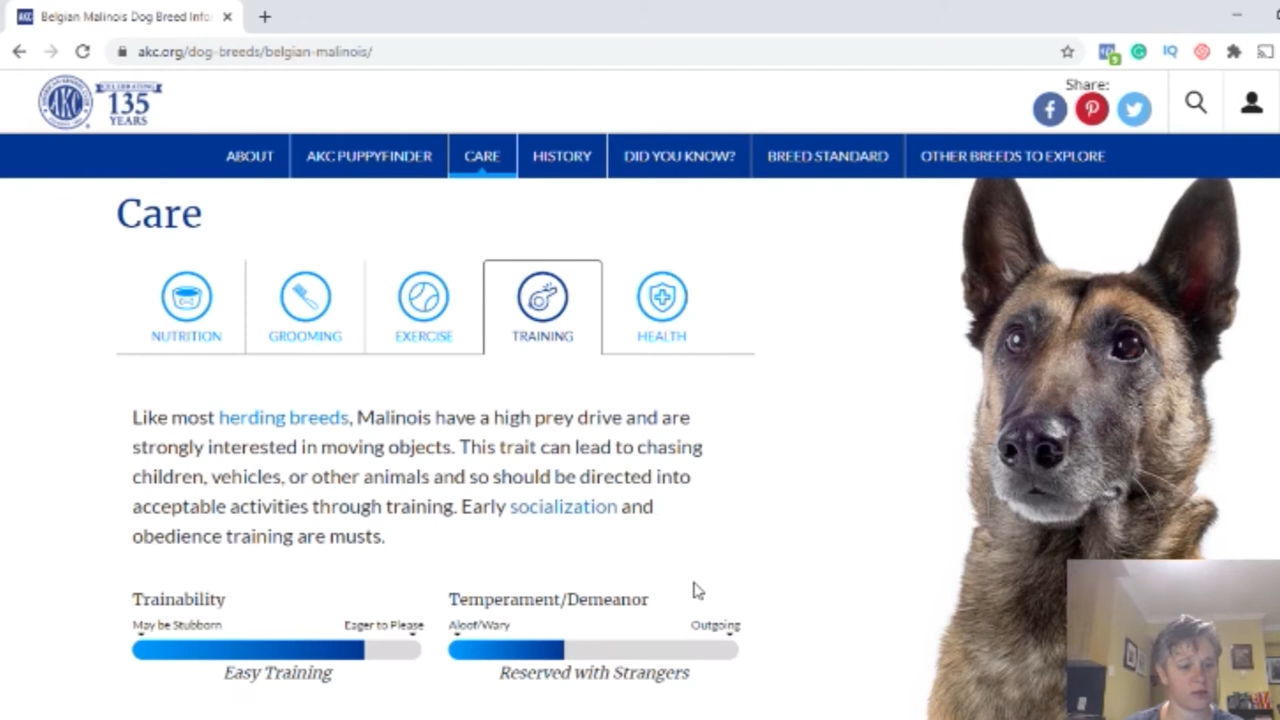 Belgian Malinois Dog Breed Infor
akc.org/dog-breeds/belgian-malinois/
AKC
CELEBRATING
135
YEARS
Share:
ABOUT
AKC PUPPYFINDER
CARE
HISTORY
DID YOU KNOW?
BREED STANDARD
OTHER BREEDS TO EXPLORE
Care
NUTRITION
GROOMING
EXERCISE
TRAINING
HEALTH
Like most herding breeds, Malinois have a high prey drive and are
strongly interested in moving objects. This trait can lead to chasing
children, vehicles, or other animals and so should be directed into
acceptable activities through training. Early socialization and
obedience training are musts.
Trainability
May be Stubborn
Eager to Please
Easy Training
Temperament/Demeanor
Aloof/Wary
Outgoing
Reserved with Strangers